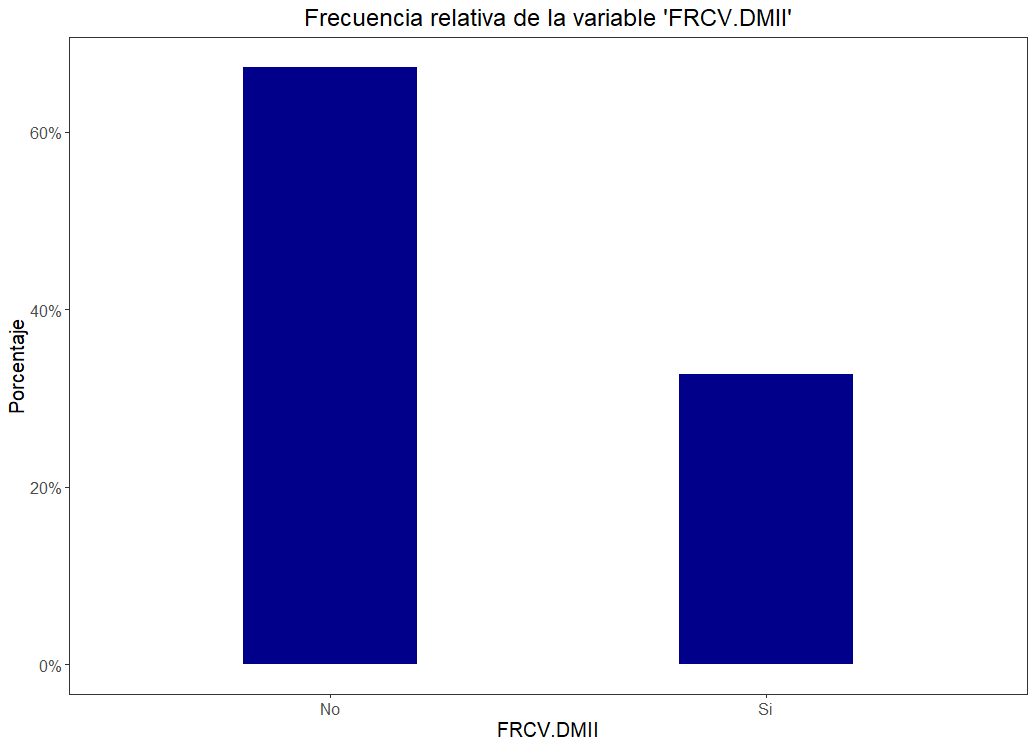 Frecuencia relativa de la variable 'FRCV.DMII'
Porcentaje
60%
40%
20%
0%
No
Si
FRCV.DMII